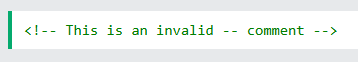 <!-- This is an invalid -- comment -->